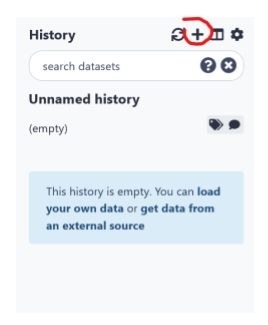 History
search datasets
Unnamed history
(empty)
This history is empty. You can load
your own data or get data from
an external source